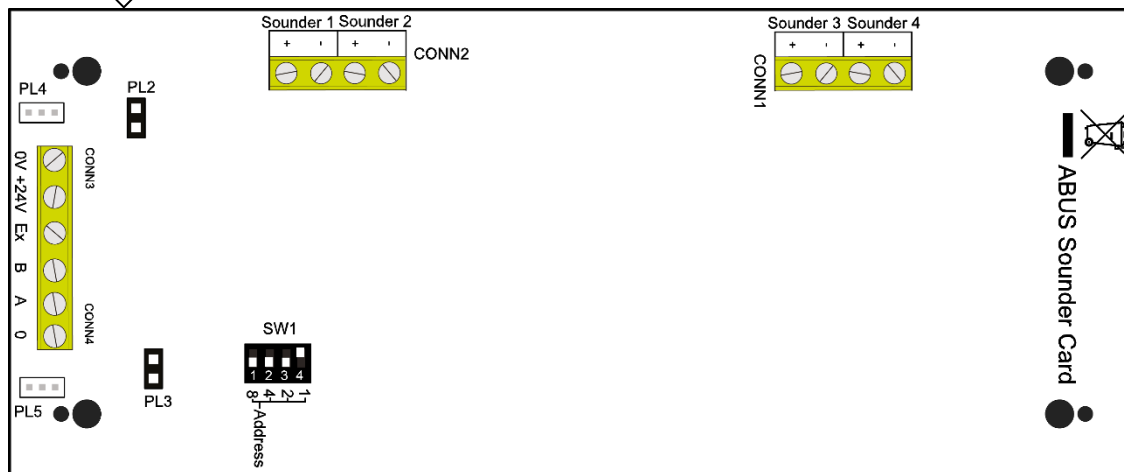 Sounder 1 Sounder 2
+ - + -
CONN2
Sounder 3 Sounder 4
+ - + -
CONN1
PL4
PL2
CONN3
0V +24V Ex B A 0
CONN4
PL5
PL3
SW1
1 2 3 4
8 4 2 1
Address
ABUS Sounder Card